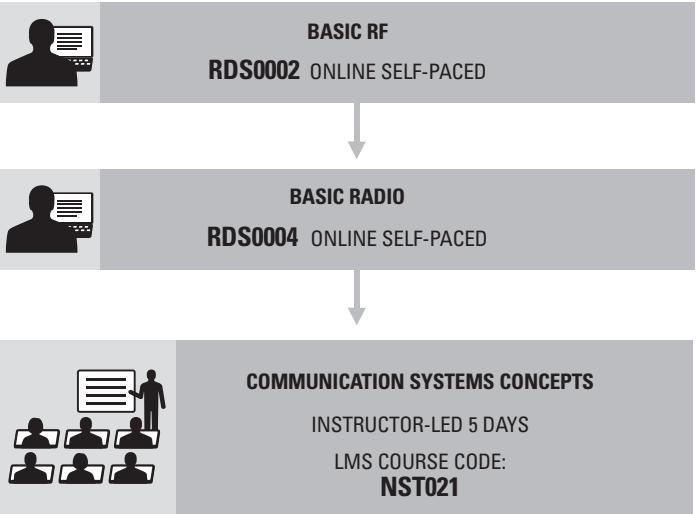 BASIC RF
RDS0002 ONLINE SELF-PACED
BASIC RADIO
RDS0004 ONLINE SELF-PACED
COMMUNICATION SYSTEMS CONCEPTS
INSTRUCTOR-LED 5 DAYS
LMS COURSE CODE:
NST021